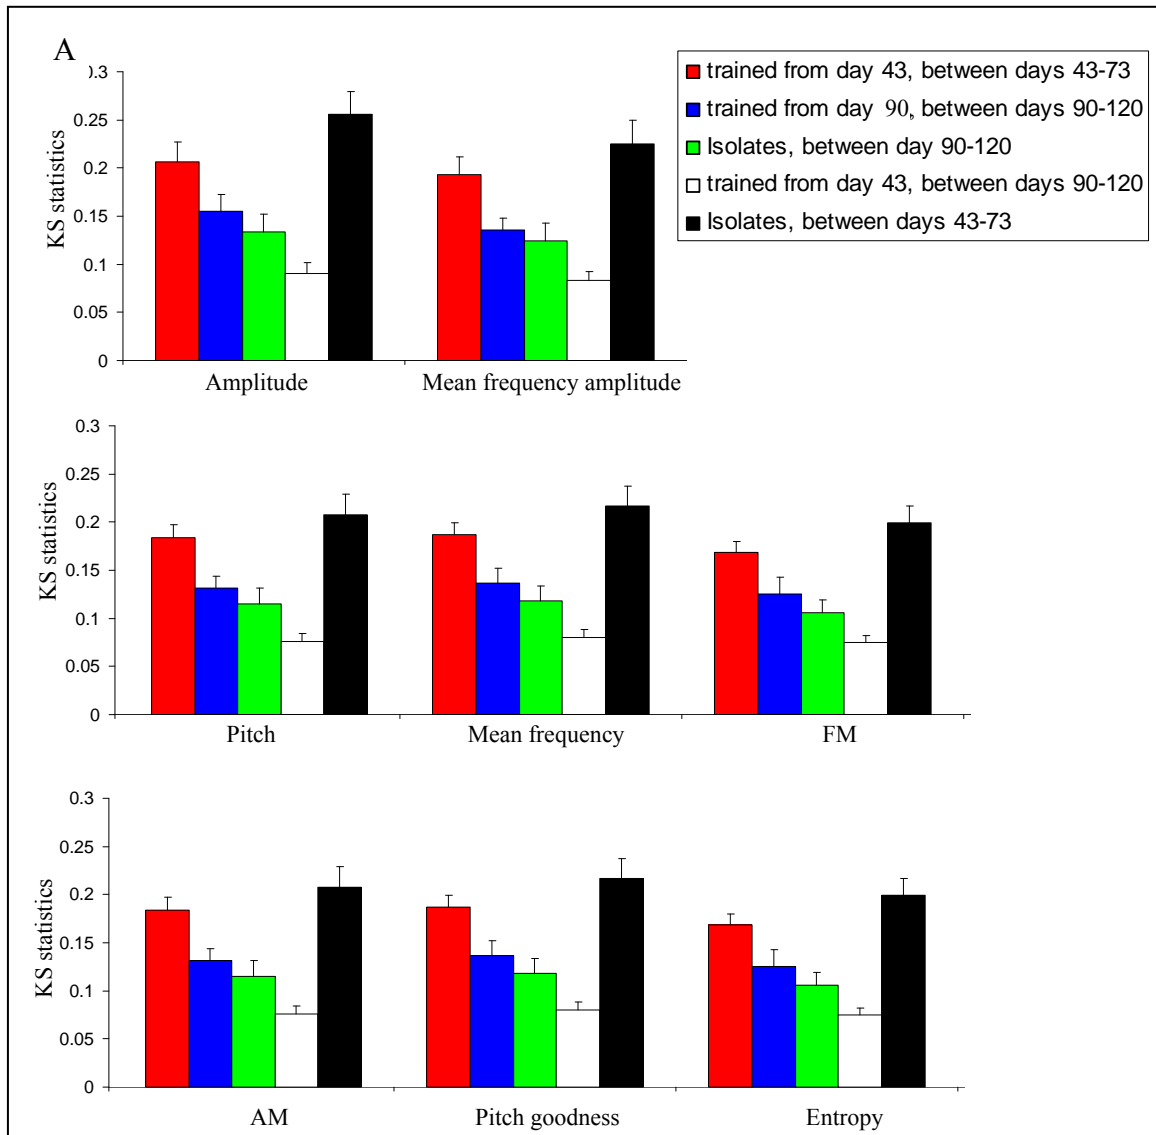 A
0.3
0.25
0.2
0.15
0.1
0.05
0
KS statistics
Amplitude
Mean frequency amplitude
trained from day 43, between days 43-73
trained from day 90, between days 90-120
Isolates, between day 90-120
trained from day 43, between days 90-120
Isolates, between days 43-73
0.3
0.25
0.2
0.15
0.1
0.05
0
KS statistics
Pitch
Mean frequency
FM
0.3
0.25
0.2
0.15
0.1
0.05
0
KS statistics
AM
Pitch goodness
Entropy